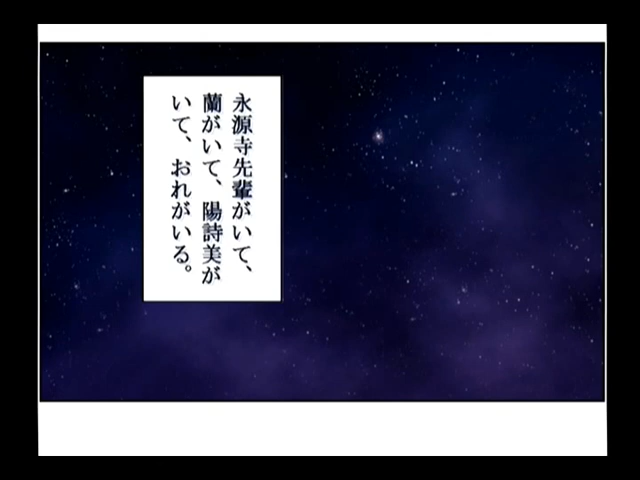 永源寺先輩がいて、
蘭がいて、陽詩美が
いて、おれがいる。